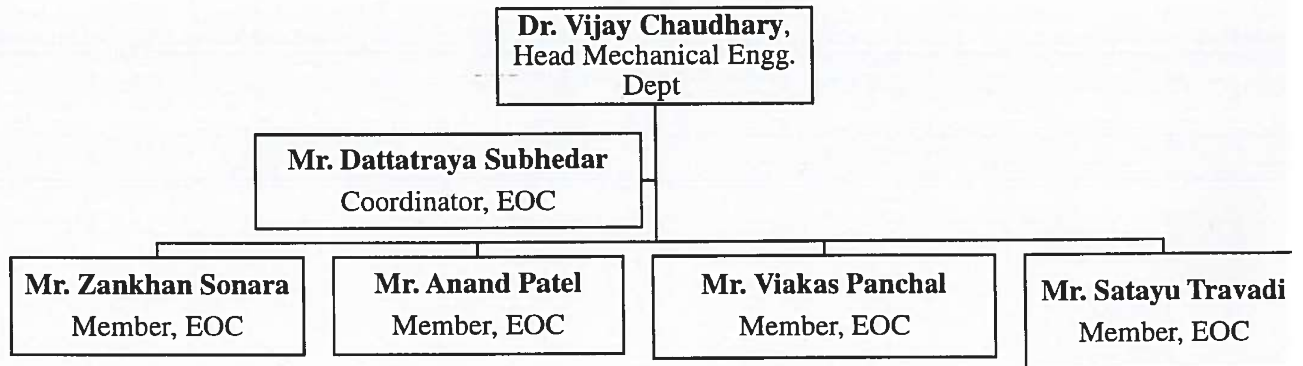 Dr. Vijay Chaudhary,
Head Mechanical Engg.
Dept
Mr. Dattatraya Subhedar
Coordinator, EOC
Mr. Zankhan Sonara
Member, EOC
Mr. Anand Patel
Member, EOC
Mr. Viakas Panchal
Member, EOC
Mr. Satayu Travadi
Member, EOC